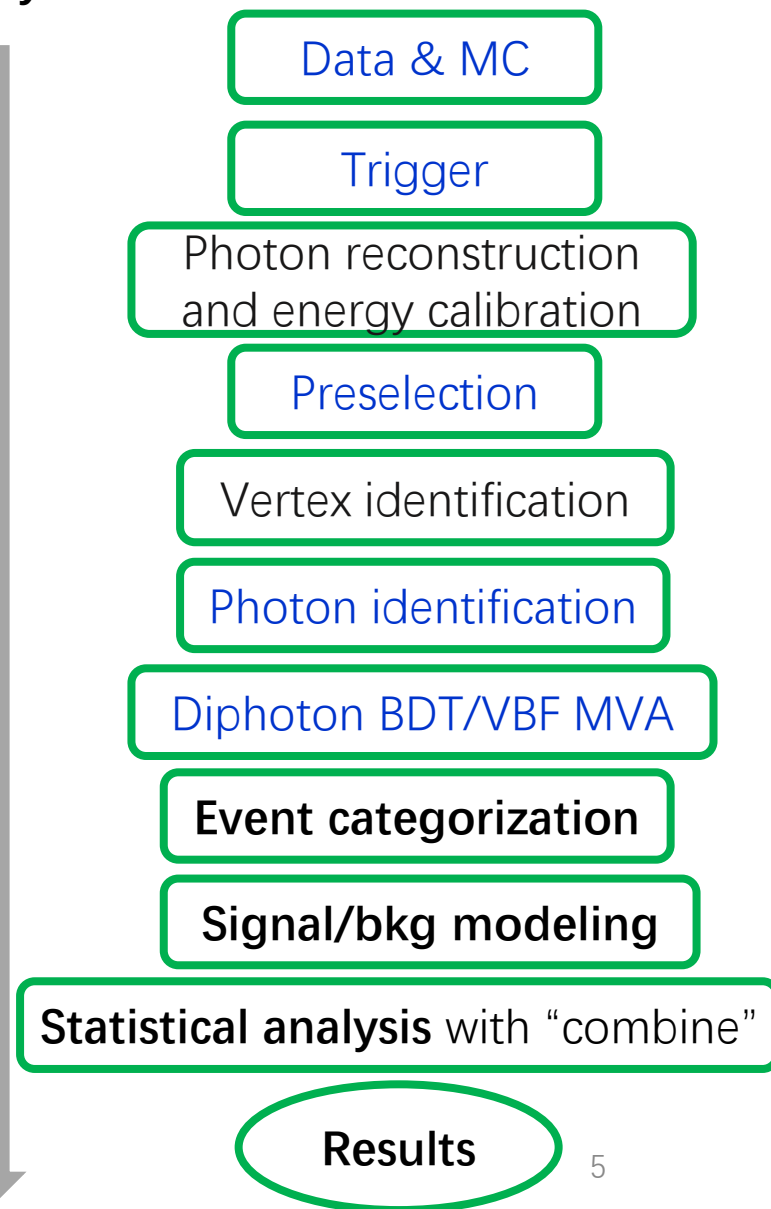 Data & MC
Trigger
Photon reconstruction
and energy calibration
Preselection
Vertex identification
Photon identification
Diphoton BDT/VBF MVA
Event categorization
Signal/bkg modeling
Statistical analysis with “combine”
Results
5